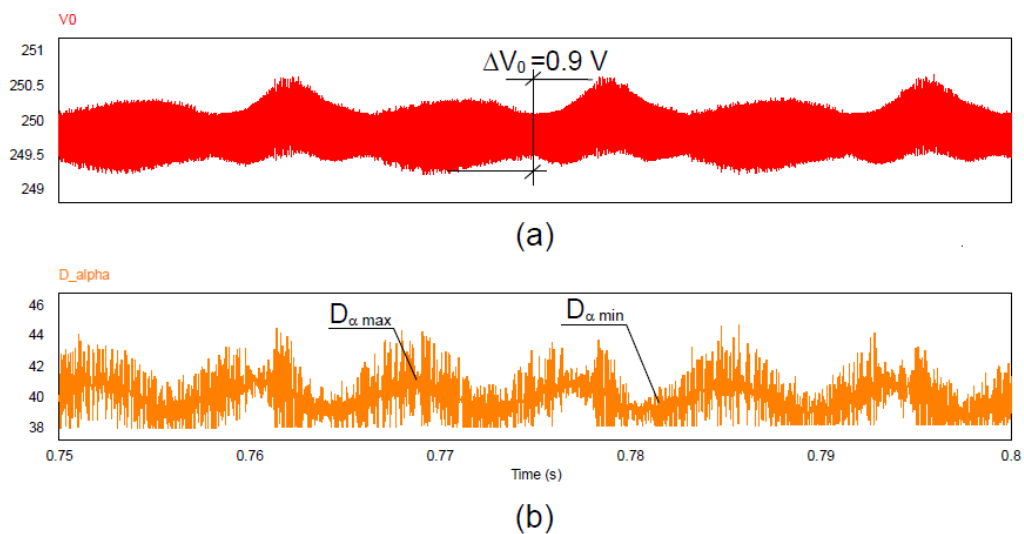 V0
251
ΔV₀ =0.9 V
250.5
250
249.5
249
(a)
D_alpha
46
Dα max
Dα min
44
42
40
38
0.75 0.76 0.77 0.78 0.79 0.8
Time (s)
(b)